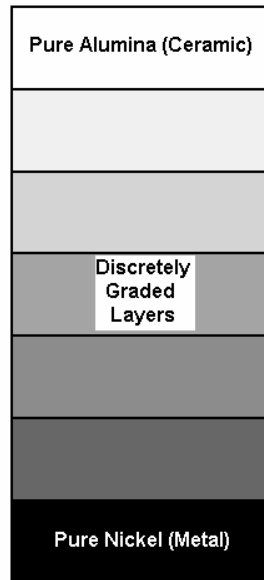 Pure Alumina (Ceramic)
Discretely
Graded
Layers
Pure Nickel (Metal)